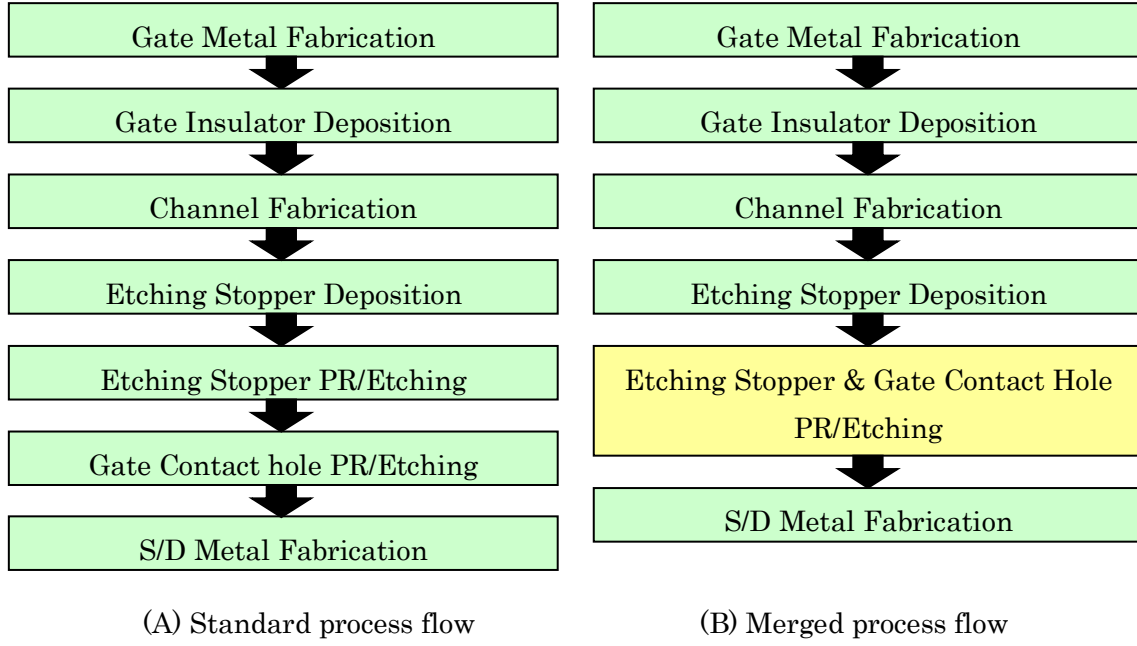 Gate Metal Fabrication
Gate Insulator Deposition
Channel Fabrication
Etching Stopper Deposition
Etching Stopper PR/Etching
Gate Contact hole PR/Etching
S/D Metal Fabrication
(A) Standard process flow
Gate Metal Fabrication
Gate Insulator Deposition
Channel Fabrication
Etching Stopper Deposition
Etching Stopper & Gate Contact Hole
PR/Etching
S/D Metal Fabrication
(B) Merged process flow